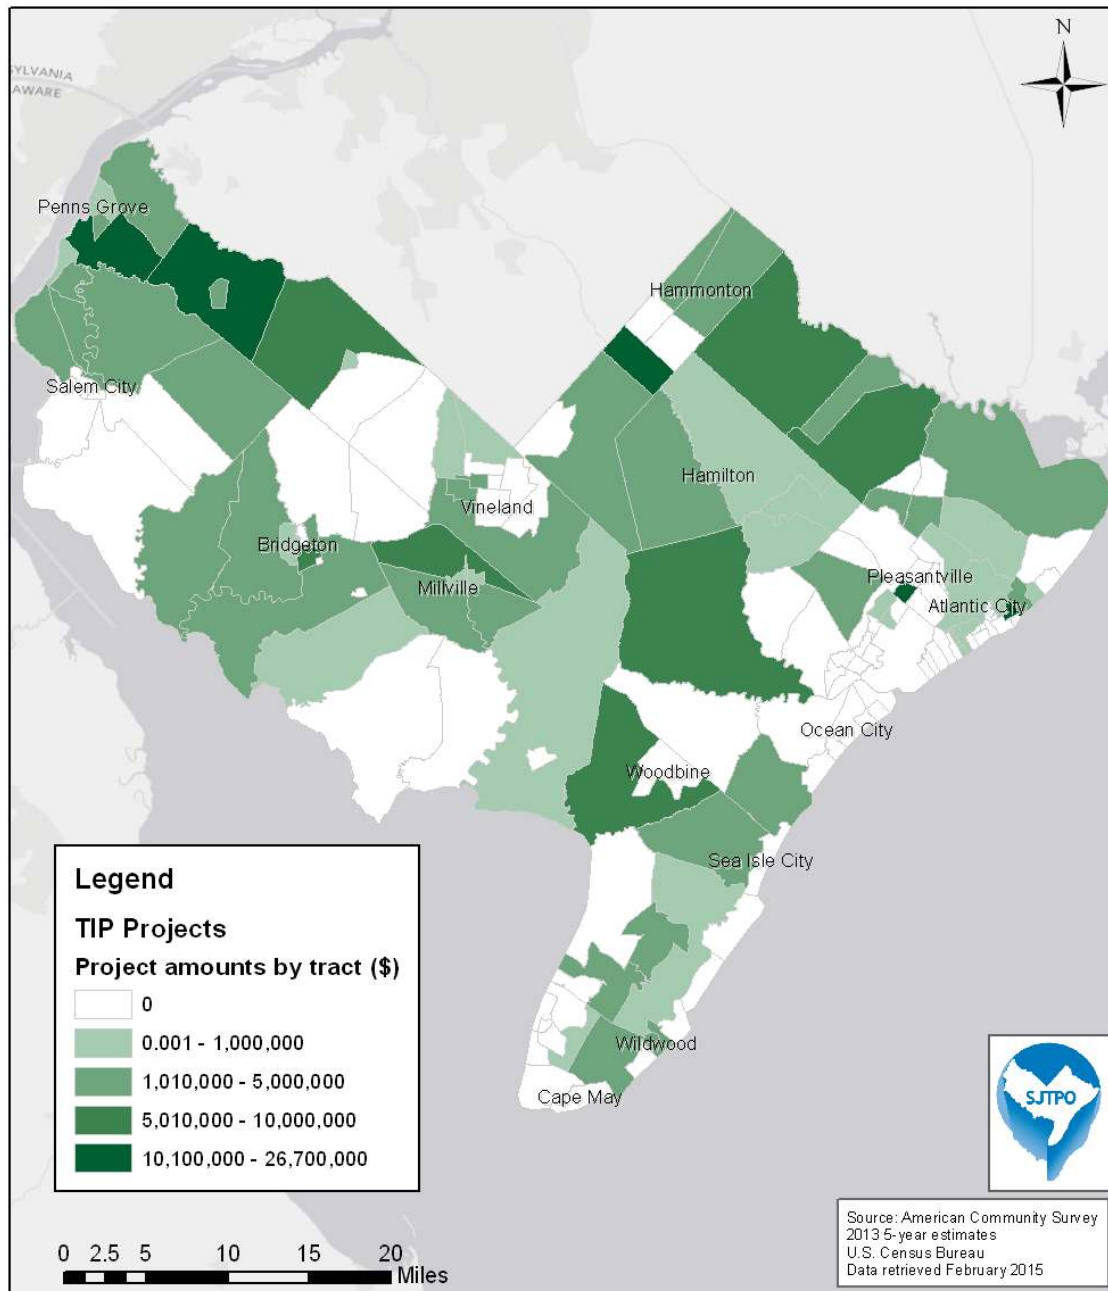 N
SYLVANIA
AWARE
Penns Grove
Hammonton
Salem City
Hamilton
Vineland
Bridgeton
Millville
Pleasantville
Atlantic City
Ocean City
Woodbine
Sea Isle City
Wildwood
Cape May
Legend
TIP Projects
Project amounts by tract ($)
0
0.001 - 1,000,000
1,010,000 - 5,000,000
5,010,000 - 10,000,000
10,100,000 - 26,700,000
SJTPO
Source: American Community Survey
2013 5-year estimates
U.S. Census Bureau
Data retrieved February 2015
0 2.5 5 10 15 20
Miles